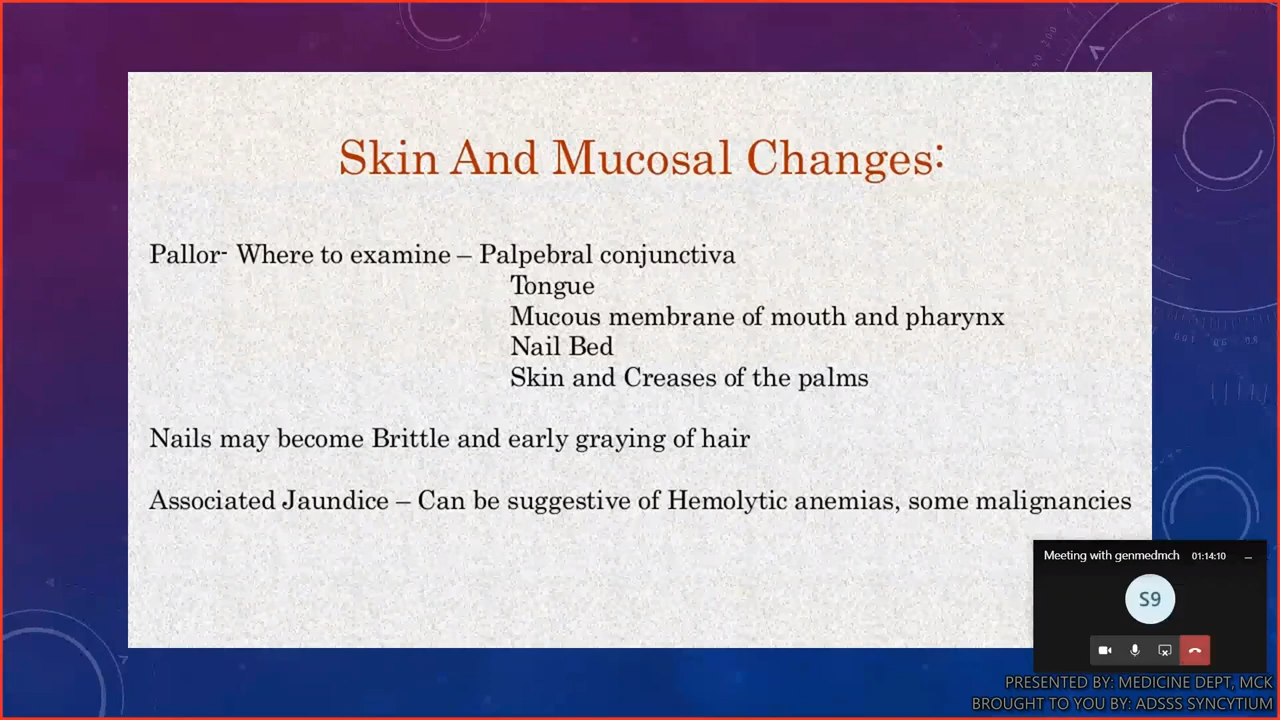 Skin And Mucosal Changes:
Pallor- Where to examine – Palpebral conjunctiva
Tongue
Mucous membrane of mouth and pharynx
Nail Bed
Skin and Creases of the palms
Nails may become Brittle and early graying of hair
Associated Jaundice – Can be suggestive of Hemolytic anemias, some malignancies
Meeting with genmedmch 01:14:10
S9
PRESENTED BY: MEDICINE DEPT, MCK
BROUGHT TO YOU BY: ADSSS SYNCYTIUM